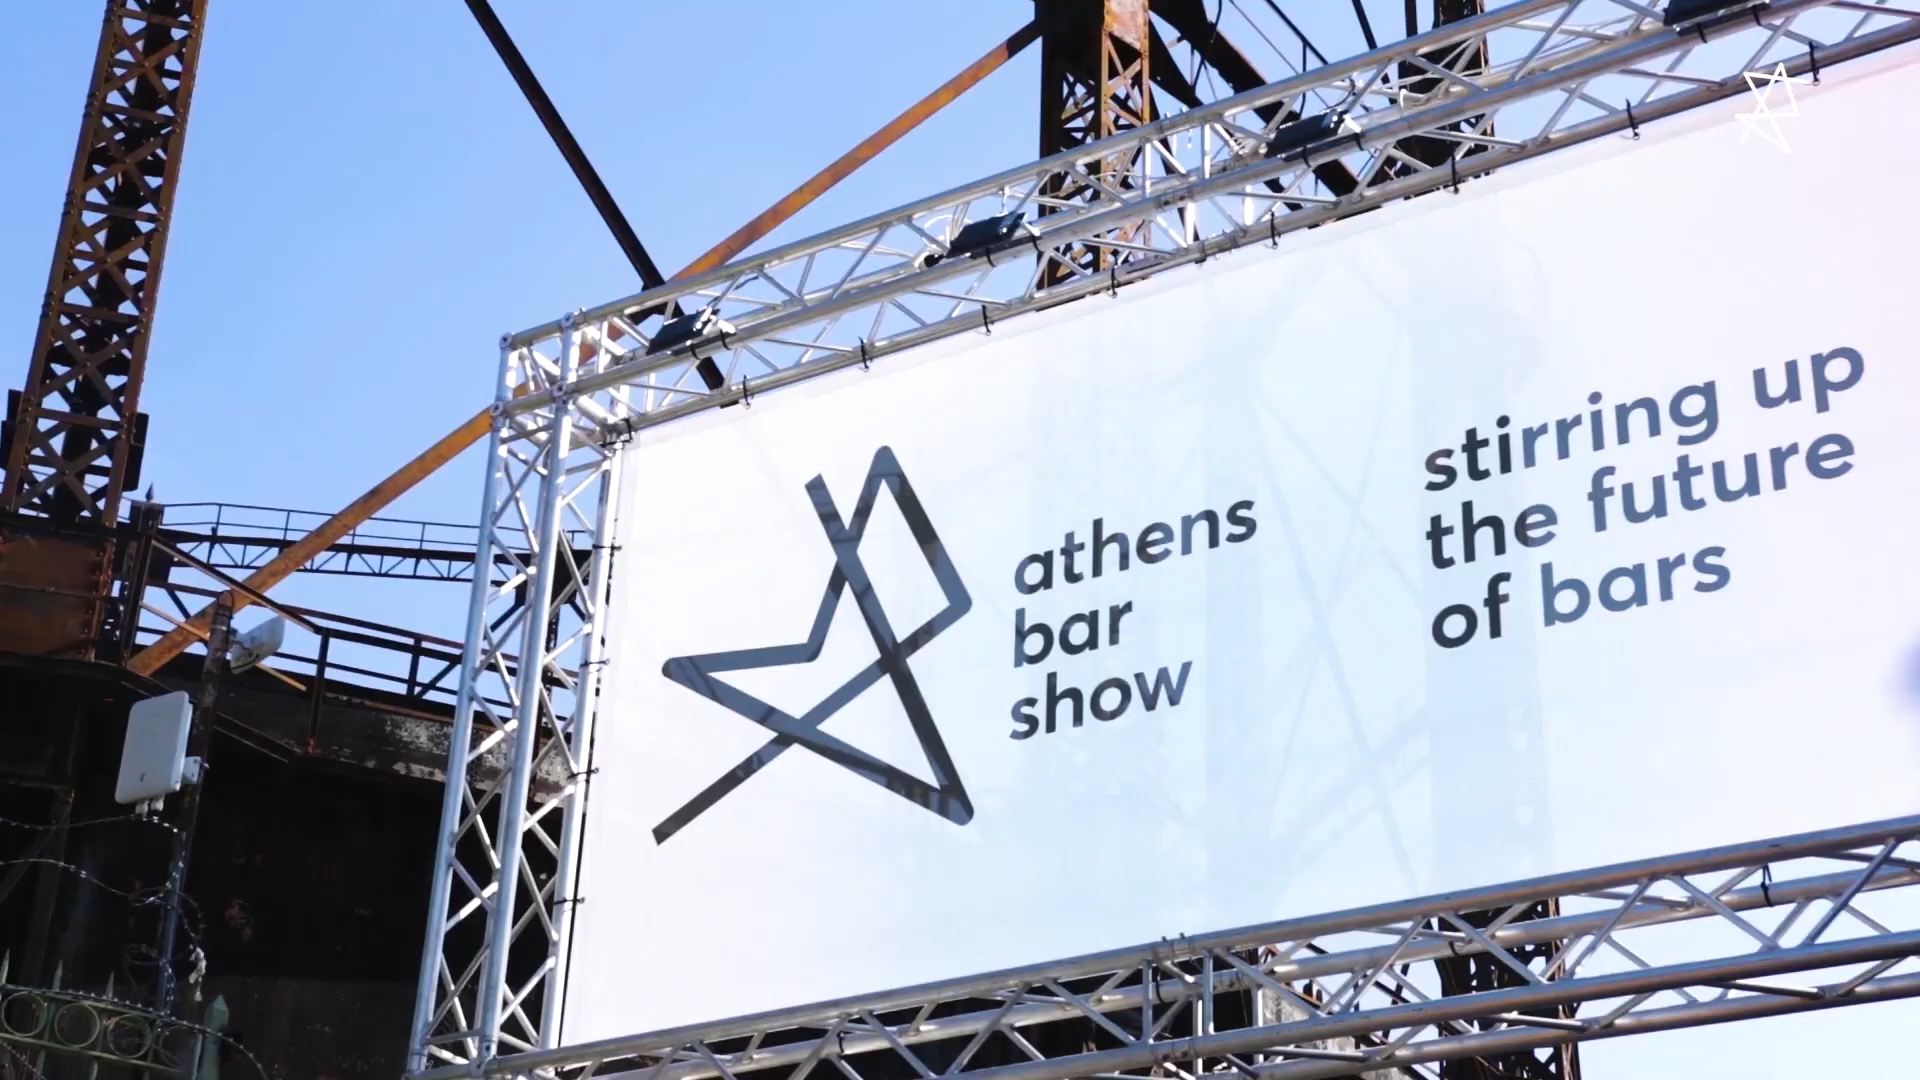 athens
bar
show
stirring up
the future
of bars